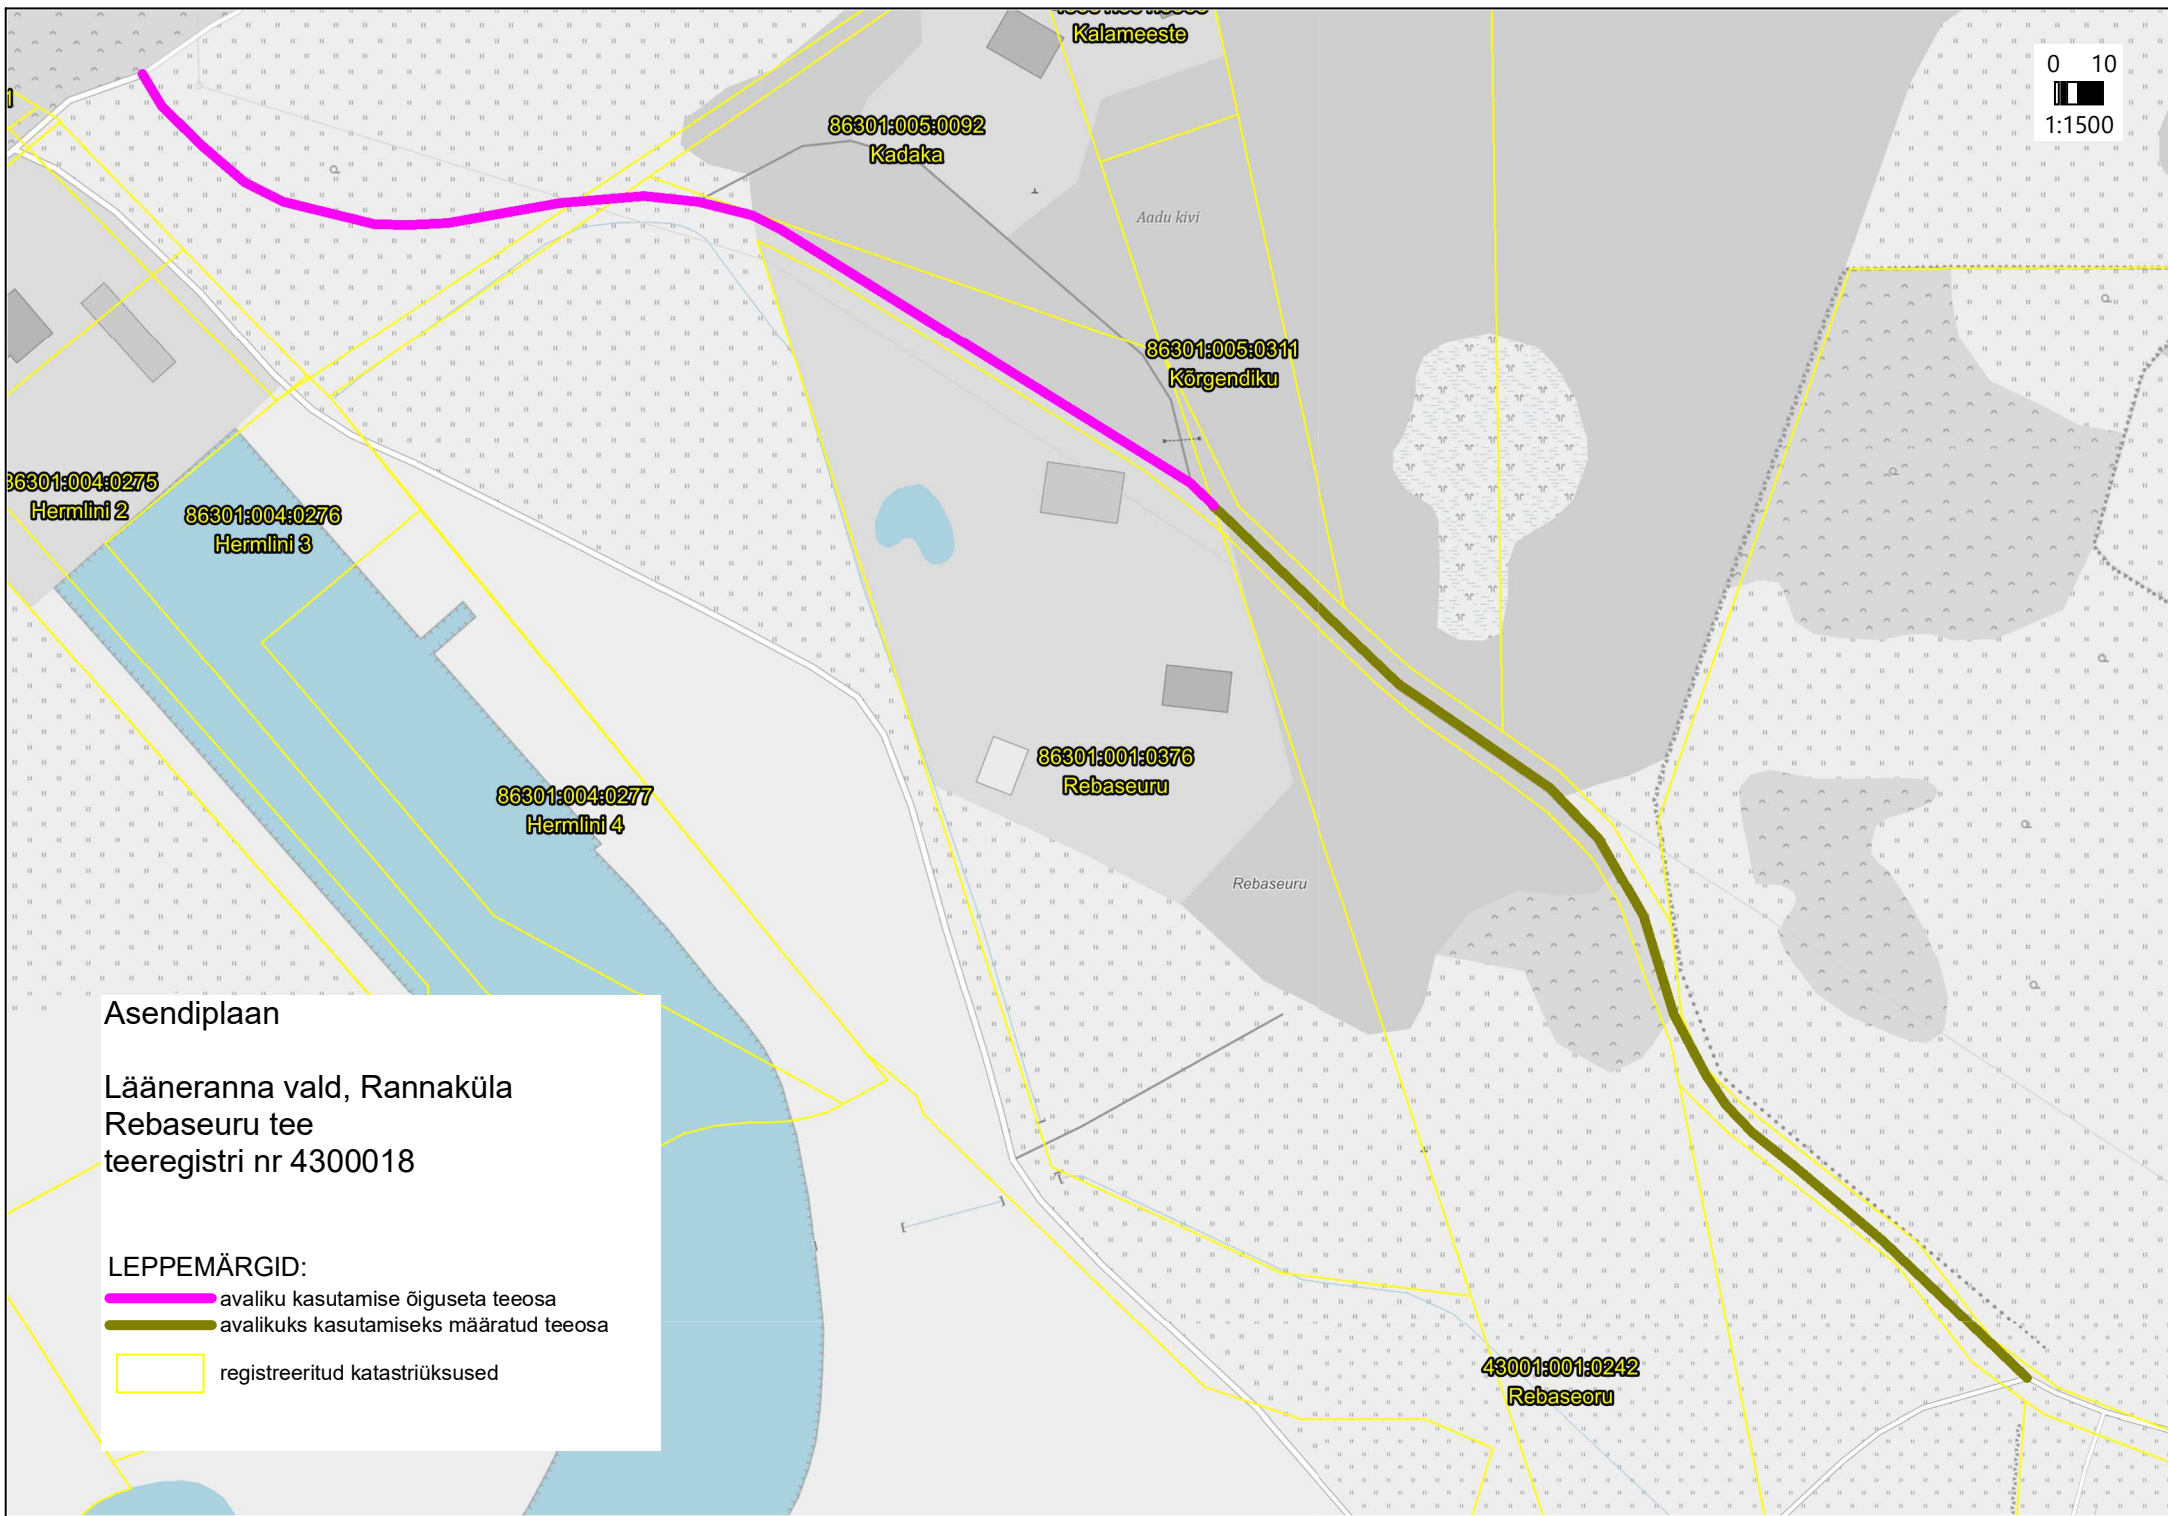 Kalameeste
0 10
1:1500
86301:005:0092
Kadaka
Aadu kivi
86301:005:0311
Kõrgendiku
86301:004:0275
Hermlini 2
86301:004:0276
Hermlini 3
86301:001:0376
Rebaseuru
86301:004:0277
Hermlini 4
Rebaseuru
Asendiplaan
Lääneranna vald, Rannaküla
Rebaseuru tee
teeregistri nr 4300018
LEPPEMÄRGID:
avaliku kasutamise õiguseta teeosa
avalikuks kasutamiseks määratud teeosa
registreeritud katastriüksused
43001:001:0242
Rebaseoru